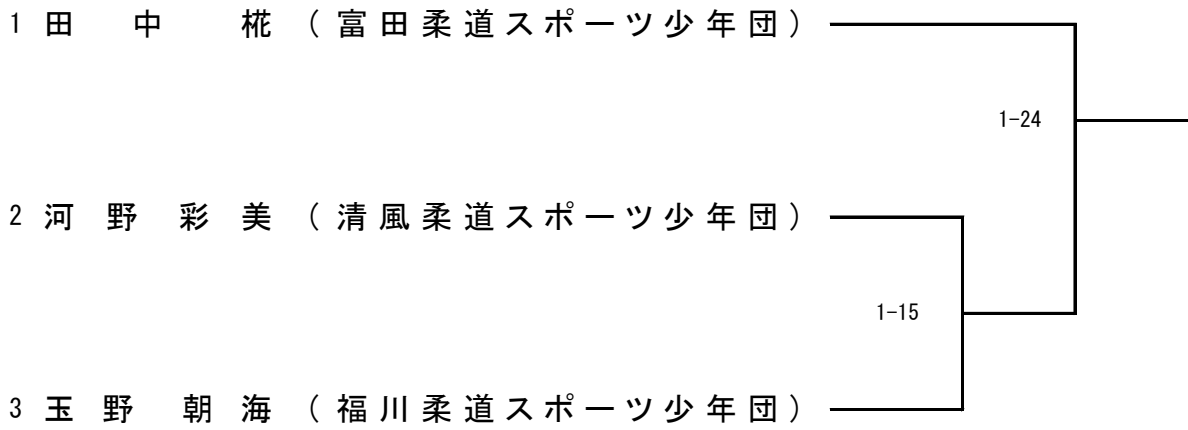 1 田中 椛 (富田柔道スポーツ少年団)
1-24
2 河野 彩美 (清風柔道スポーツ少年団)
1-15
3 玉野 朝海 (福川柔道スポーツ少年団)